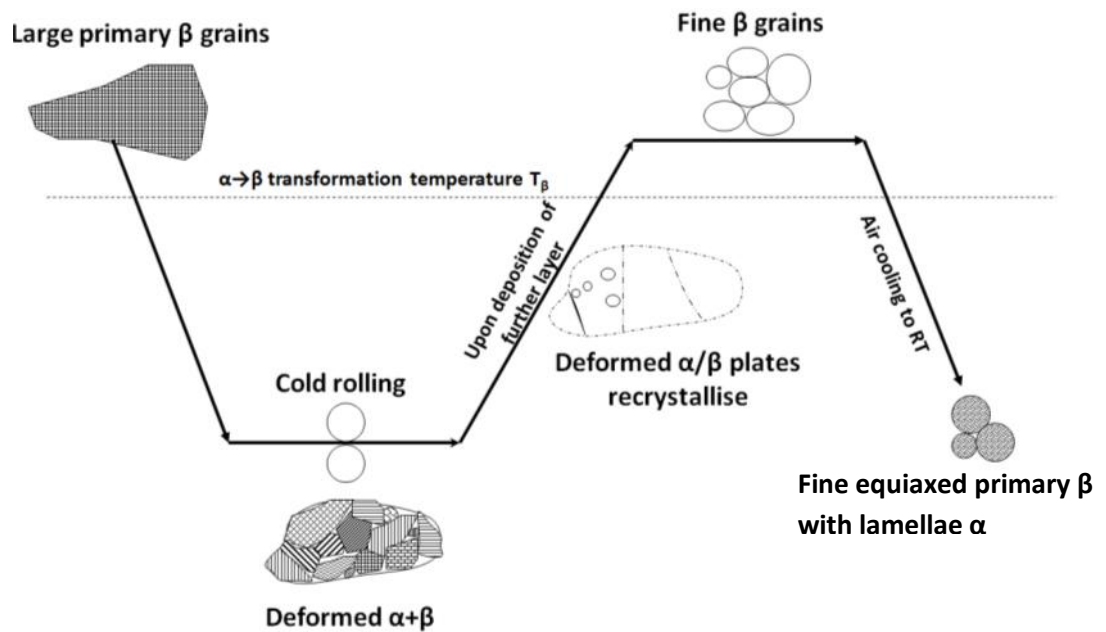 Large primary β grains
Fine β grains
α→β transformation temperature Tβ
Upon deposition of
further layer
Air cooling to RT
Cold rolling
Deformed α/β plates
recrystallise
Fine equiaxed primary β
with lamellae α
Deformed α+β